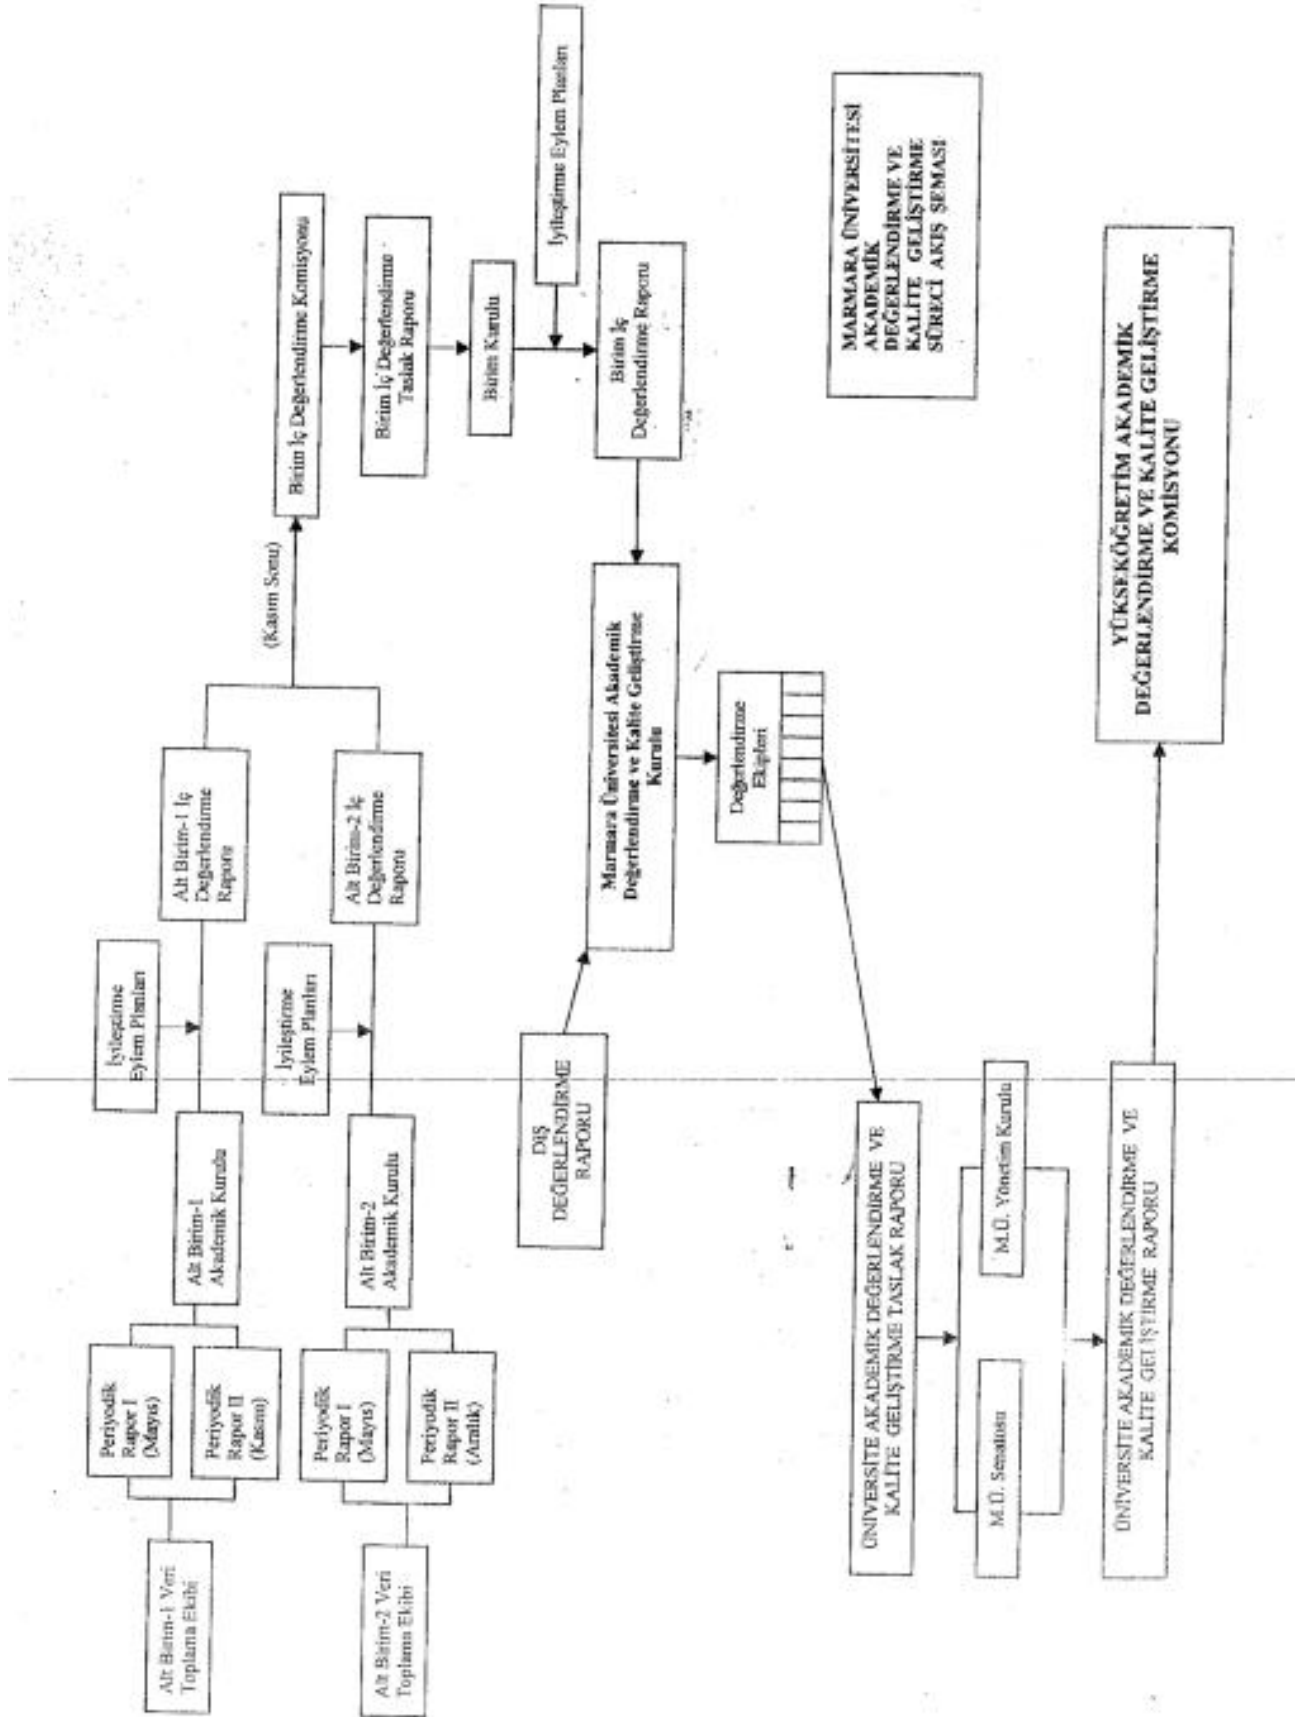 Alt Birim-1 Veri
Toplama Ekibi
Periyodik
Rapor I
(Mayıs)
Periyodik
Rapor II
(Kasım)
Alt Birim-1
Akademik Kurulu
İyileştirme
Eylem Planları
Alt Birim-1 İç
Değerlendirme
Raporu
Alt Birim-2 Veri
Toplama Ekibi
Periyodik
Rapor I
(Mayıs)
Periyodik
Rapor II
(Aralık)
Alt Birim-2
Akademik Kurulu
İyileştirme
Eylem Planları
Alt Birim-2 İç
Değerlendirme
Raporu
(Kasım Sonu)
Birim İç Değerlendirme Komisyonu
Birim İç Değerlendirme
Taslak Raporu
Birim Kurulu
İyileştirme Eylem Planları
Birim İç
Değerlendirme Raporu
DIŞ
DEĞERLENDİRME
RAPORU
Marmara Üniversitesi Akademik
Değerlendirme ve Kalite Geliştirme
Kurulu
Değerlendirme
Ekipleri
MARMARA ÜNİVERSİTESİ
AKADEMİK
DEĞERLENDİRME VE
KALİTE GELİŞTİRME
SÜRECİ AKIŞ ŞEMASI
ÜNİVERSİTE AKADEMİK DEĞERLENDİRME VE
KALİTE GELİŞTİRME TASLAK RAPORU
M.Ü. Senatosu
M.Ü. Yönetim Kurulu
ÜNİVERSİTE AKADEMİK DEĞERLENDİRME VE
KALİTE GELİŞTİRME RAPORU
YÜKSEKÖĞRETİM AKADEMİK
DEĞERLENDİRME VE KALİTE GELİŞTİRME
KOMİSYONU